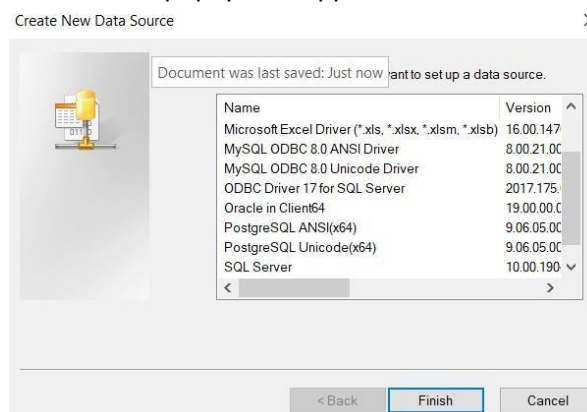 Create New Data Source
Document was last saved: Just now want to set up a data source.
Name Version
Microsoft Excel Driver (*.xls, *.xlsx, *.xlsm, *.xlsb) 16.00.147
MySQL ODBC 8.0 ANSI Driver 8.00.21.00
MySQL ODBC 8.0 Unicode Driver 8.00.21.00
ODBC Driver 17 for SQL Server 2017.175.
Oracle in Client64 19.00.00.0
PostgreSQL ANSI(x64) 9.06.05.00
PostgreSQL Unicode(x64) 9.06.05.00
SQL Server 10.00.190
< Back Finish Cancel